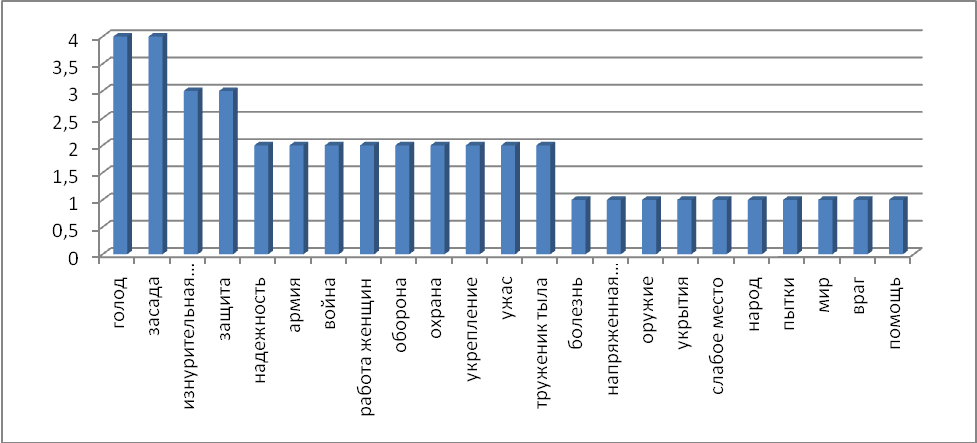 4
3,5
3
2,5
2
1,5
1
0,5
0
голод
засада
изнурительная…
защита
надежность
армия
война
работа женщин
оборона
охрана
укрепление
ужас
труженик тыла
болезнь
напряженная…
оружие
укрытия
слабое место
народ
пытки
мир
враг
помощь